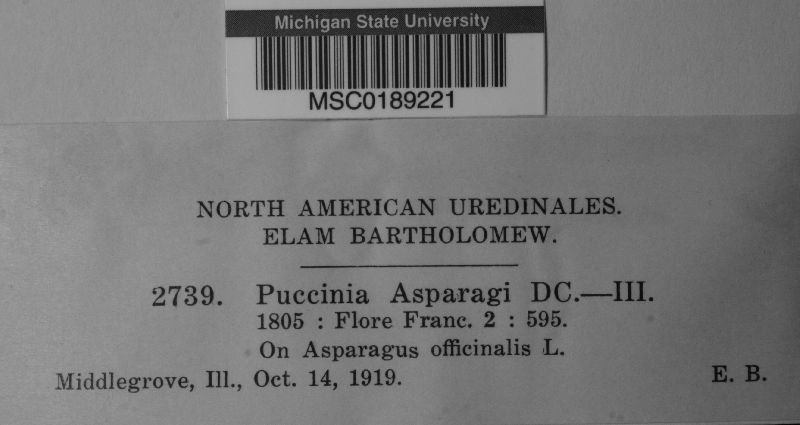 Michigan State University
MSC0189221
NORTH AMERICAN UREDINALES.
ELAM BARTHOLOMEW.
2739. Puccinia Asparagi DC.—III.
1805 : Flore Franc. 2 : 595.
On Asparagus officinalis L.
Middlegrove, Ill., Oct. 14, 1919. E. B.